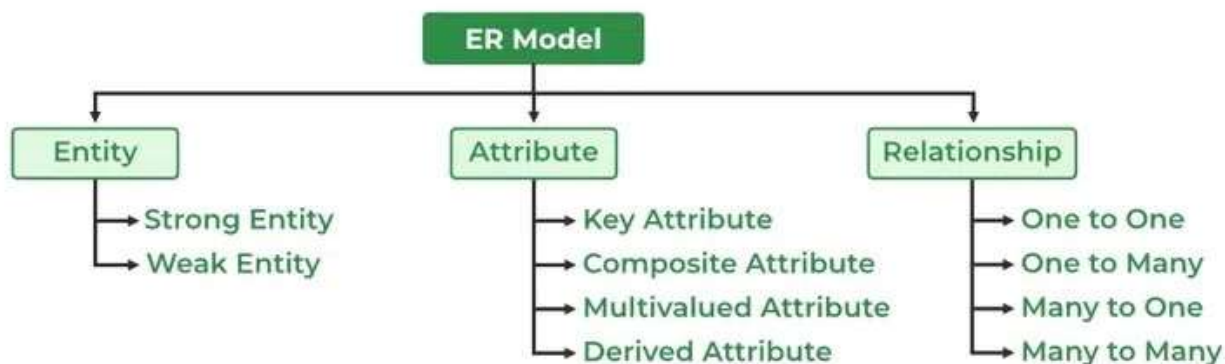 ER Model
Entity
Strong Entity
Weak Entity
Attribute
Key Attribute
Composite Attribute
Multivalued Attribute
Derived Attribute
Relationship
One to One
One to Many
Many to One
Many to Many